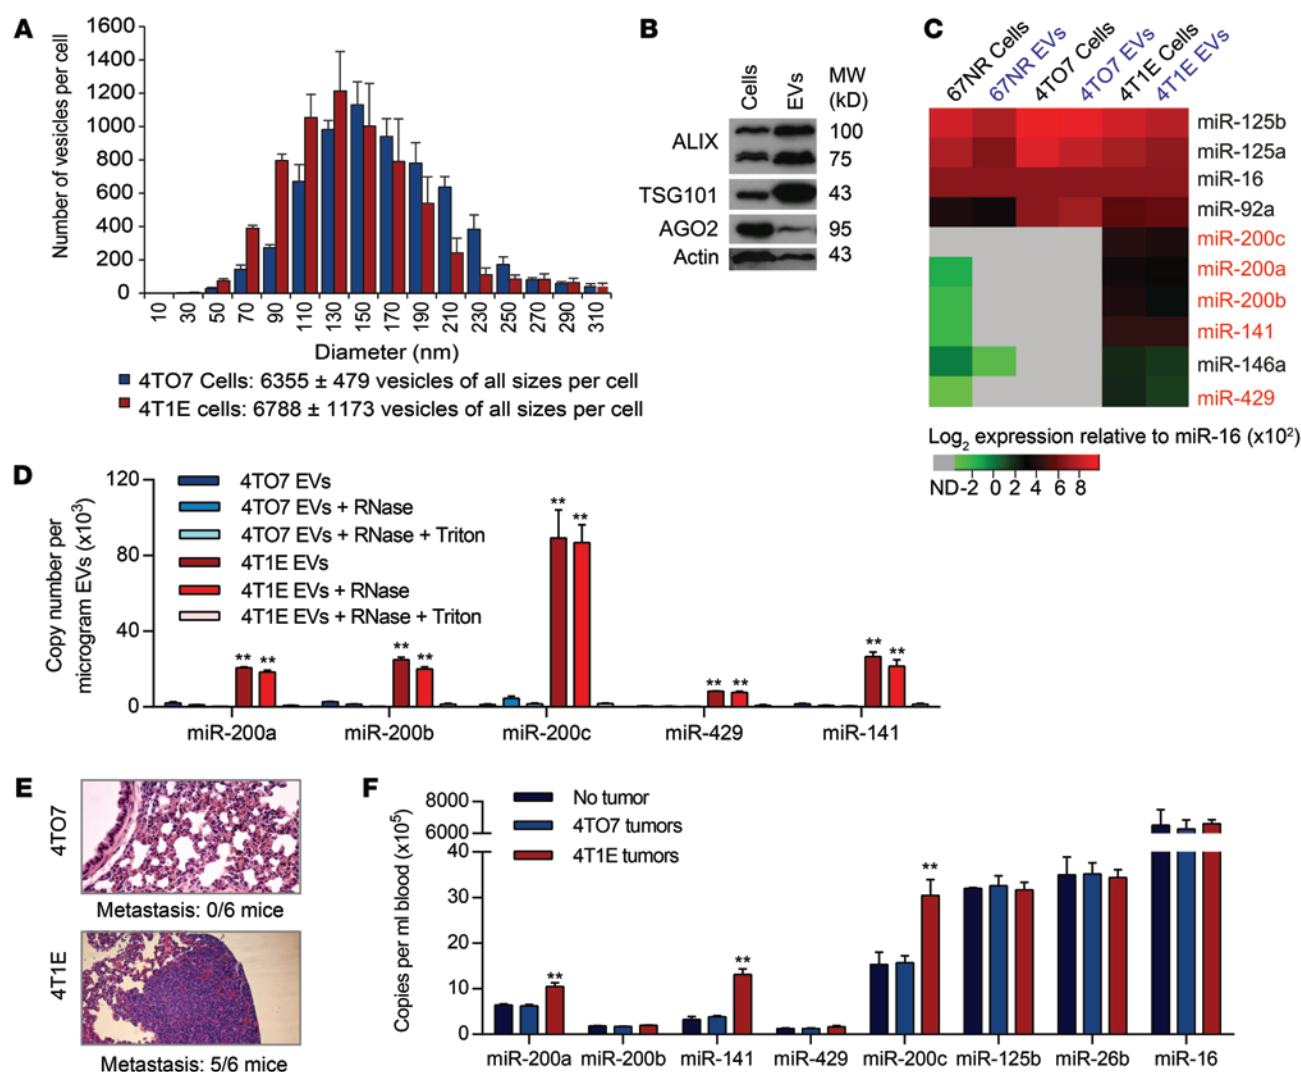 A
Number of vesicles per cell
1600
1400
1200
1000
800
600
400
200
0
10 30 50 70 90 110 130 150 170 190 210 230 250 270 290 310
Diameter (nm)
4TO7 Cells: 6355 ± 479 vesicles of all sizes per cell
4T1E cells: 6788 ± 1173 vesicles of all sizes per cell
B
Cells EVs MW (kD)
ALIX 100
75
TSG101 43
AGO2 95
Actin 43
C
67NR Cells 67NR EVs 4TO7 Cells 4TO7 EVs 4T1E Cells 4T1E EVs
miR-125b
miR-125a
miR-16
miR-92a
miR-200c
miR-200a
miR-200b
miR-141
miR-146a
miR-429
Log2 expression relative to miR-16 (x10²)
ND -2 0 2 4 6 8
D
Copy number per
microgram EVs (x10³)
120
80
40
0
4TO7 EVs
4TO7 EVs + RNase
4TO7 EVs + RNase + Triton
4T1E EVs
4T1E EVs + RNase
4T1E EVs + RNase + Triton
** ** ** ** ** ** ** ** ** **
miR-200a miR-200b miR-200c miR-429 miR-141
E
4TO7
Metastasis: 0/6 mice
4T1E
Metastasis: 5/6 mice
F
Copies per ml blood (x10⁵)
8000
6000
40
30
20
10
0
No tumor
4TO7 tumors
4T1E tumors
** ** **
miR-200a miR-200b miR-141 miR-429 miR-200c miR-125b miR-26b miR-16